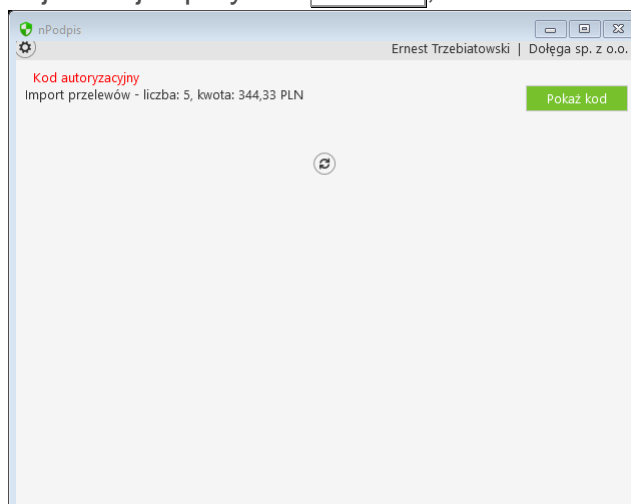 nPodpis
Ernest Trzebiatowski | Dołęga sp. z o.o.
Kod autoryzacyjny
Import przelewów - liczba: 5, kwota: 344,33 PLN
Pokaż kod